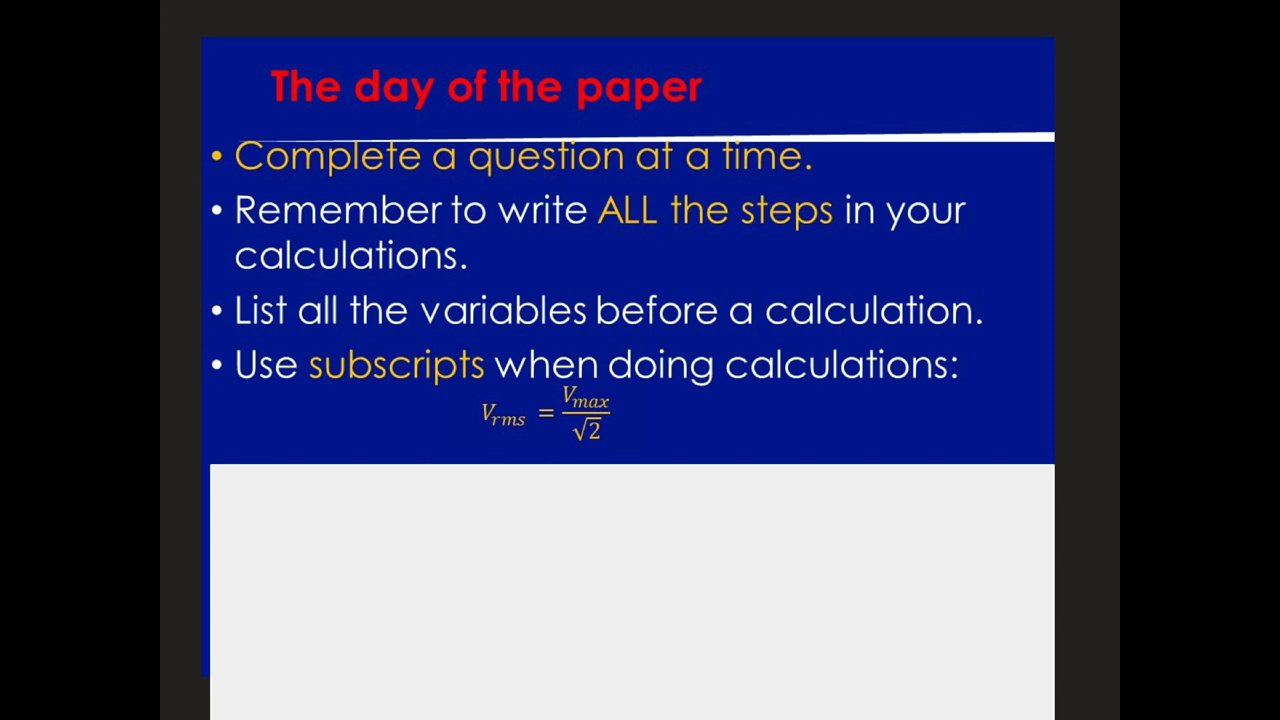 The day of the paper
• Complete a question at a time.
• Remember to write ALL the steps in your
calculations.
• List all the variables before a calculation.
• Use subscripts when doing calculations:
V_rms = V_max/√2